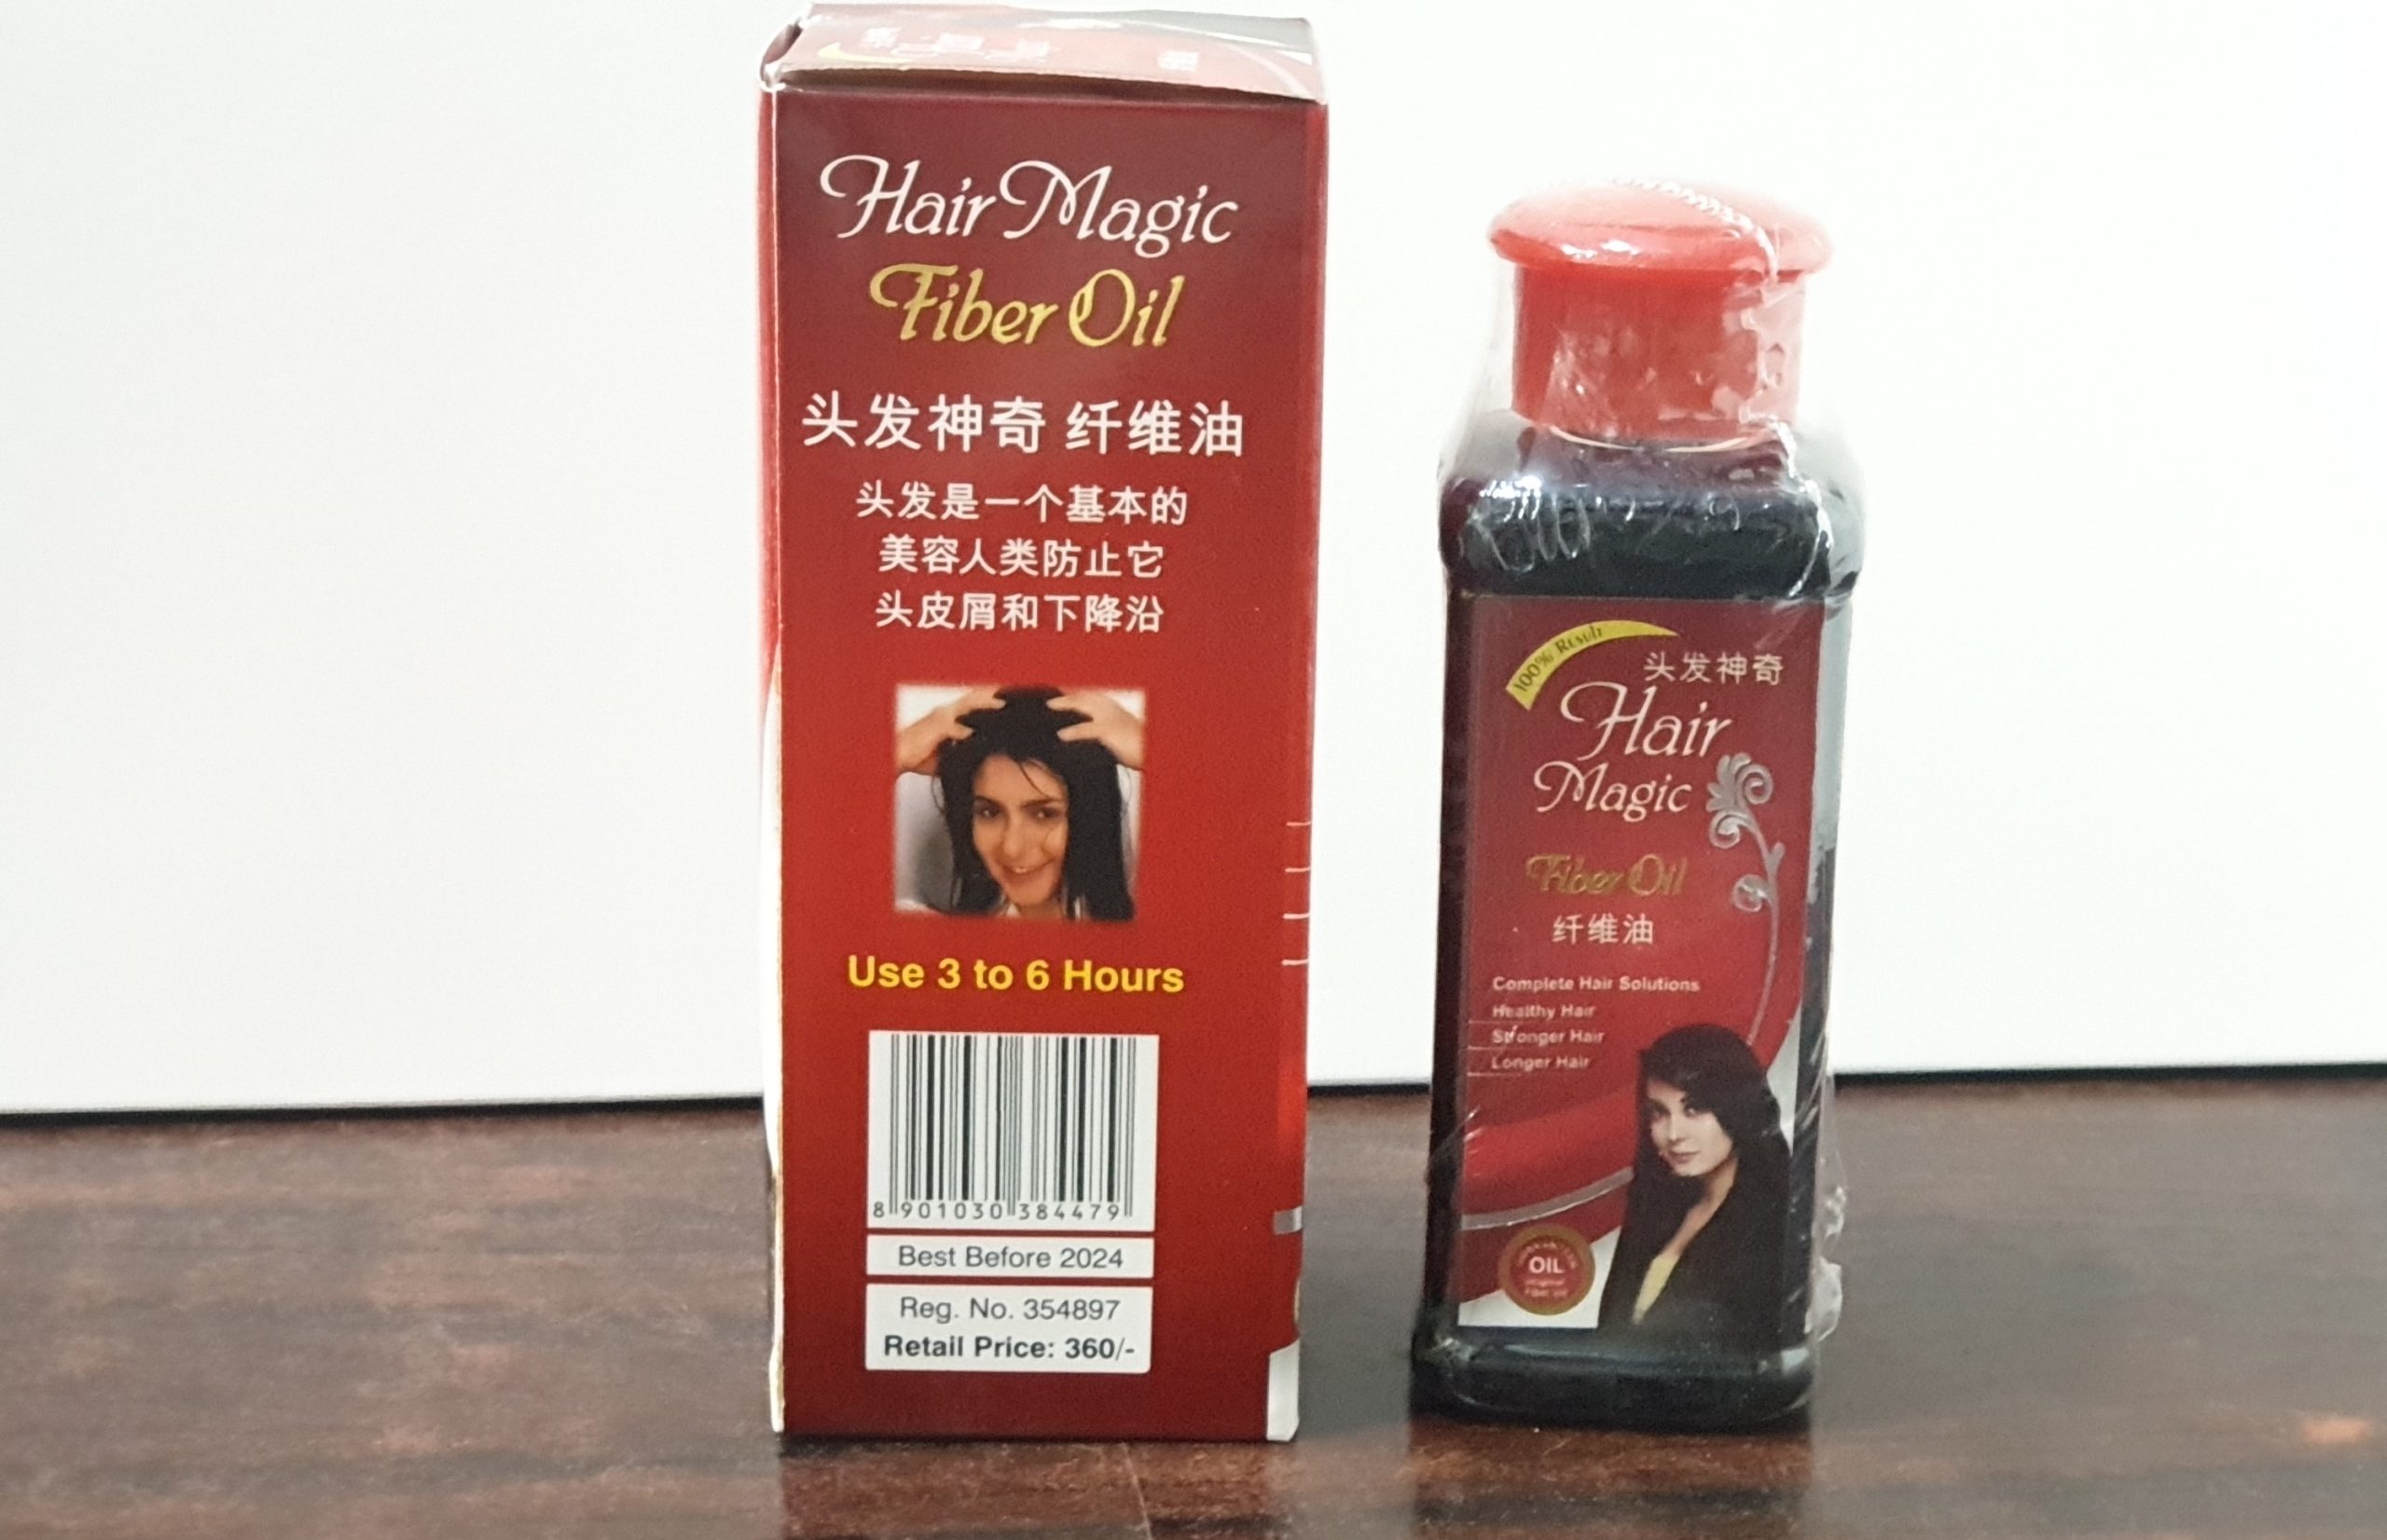 Hair Magic
Fiber Oil
头发神奇 纤维油
头发是一个基本的
美容人类防止它
头皮屑和下降沿
Use 3 to 6 Hours
8 901030 384479
Best Before 2024
Reg. No. 354897
Retail Price: 360/-
100% Result
头发神奇
Hair
Magic
Fiber Oil
纤维油
Complete Hair Solutions
Healthy Hair
Stronger Hair
Longer Hair
OIL